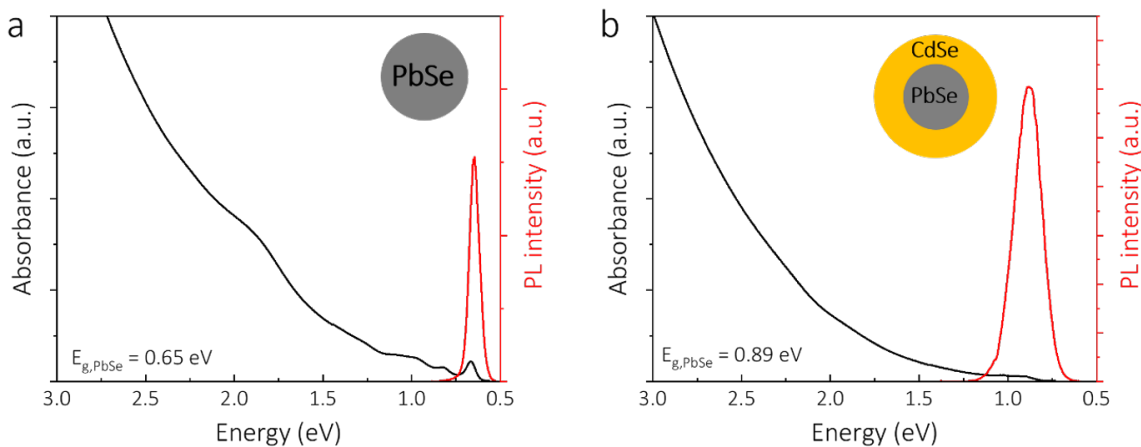 a
PbSe
Absorbance (a.u.)
PL intensity (a.u.)
E_g,PbSe = 0.65 eV
3.0 2.5 2.0 1.5 1.0 0.5
Energy (eV)
b
CdSe
PbSe
Absorbance (a.u.)
PL intensity (a.u.)
E_g,PbSe = 0.89 eV
3.0 2.5 2.0 1.5 1.0 0.5
Energy (eV)